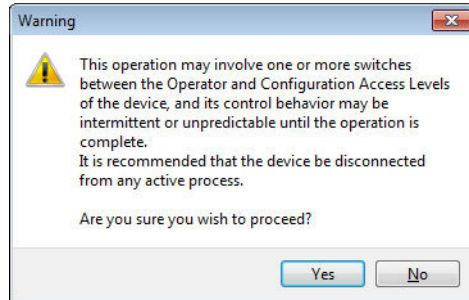 Warning
This operation may involve one or more switches
between the Operator and Configuration Access Levels
of the device, and its control behavior may be
intermittent or unpredictable until the operation is
complete.
It is recommended that the device be disconnected
from any active process.
Are you sure you wish to proceed?
Yes
No